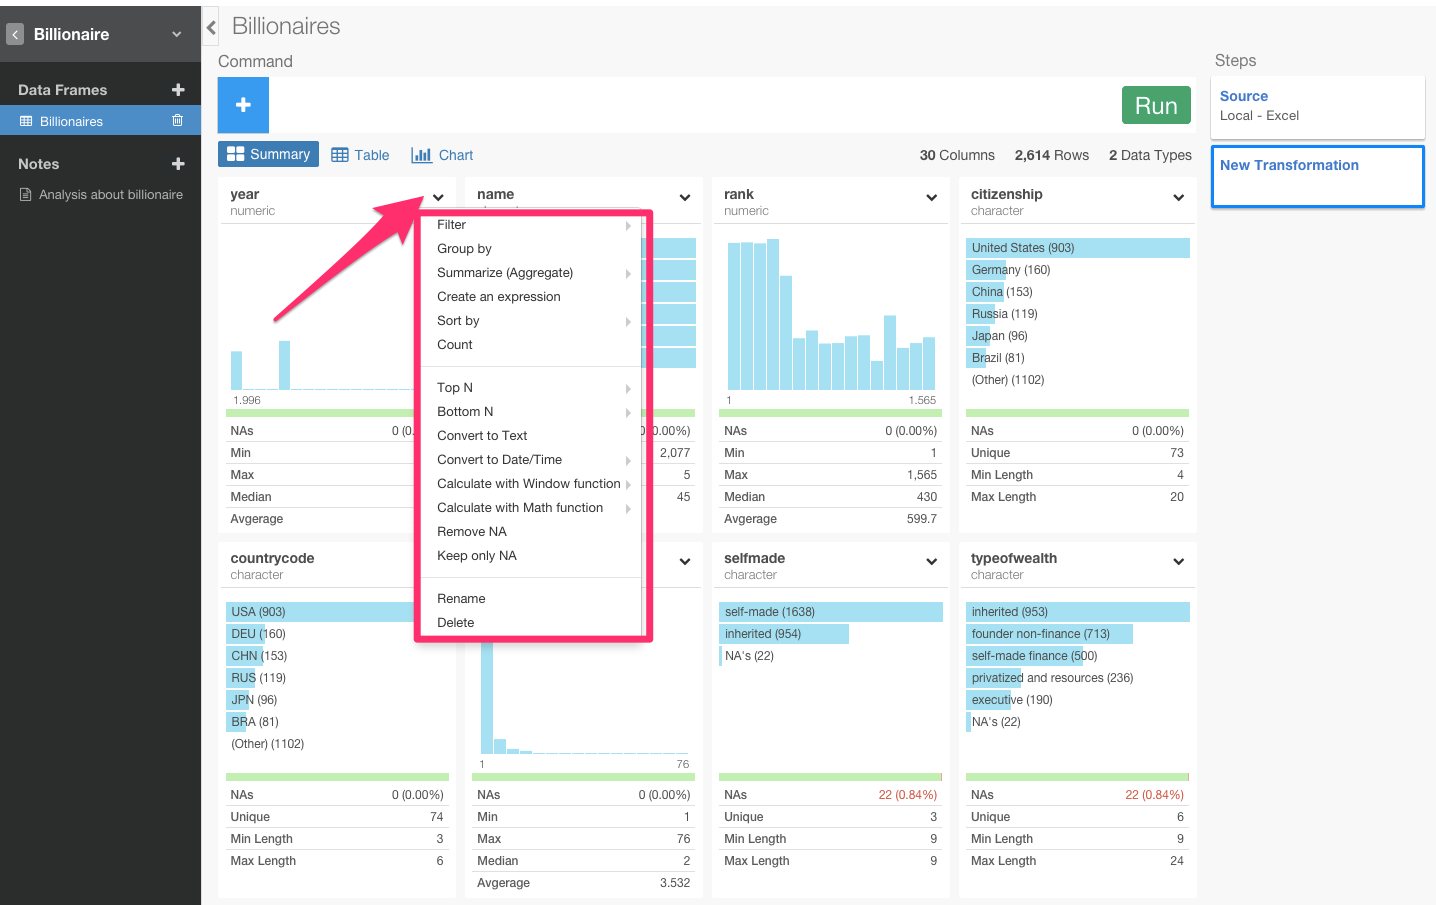 Billionaire
Data Frames
Billionaires
Notes
Analysis about billionaire
Billionaires
Command
Run
Summary
Table
Chart
30 Columns 2,614 Rows 2 Data Types
Steps
Source
Local - Excel
New Transformation
year
numeric
1.996
NAs 0 (0.
Min
Max
Median
Avgerage
Filter
Group by
Summarize (Aggregate)
Create an expression
Sort by
Count
Top N
Bottom N
Convert to Text
Convert to Date/Time
Calculate with Window function
Calculate with Math function
Remove NA
Keep only NA
Rename
Delete
name
0.00%)
2,077
5
45
rank
numeric
1 1.565
NAs 0 (0.00%)
Min 1
Max 1,565
Median 430
Avgerage 599.7
citizenship
character
United States (903)
Germany (160)
China (153)
Russia (119)
Japan (96)
Brazil (81)
(Other) (1102)
NAs 0 (0.00%)
Unique 73
Min Length 4
Max Length 20
countrycode
character
USA (903)
DEU (160)
CHN (153)
RUS (119)
JPN (96)
BRA (81)
(Other) (1102)
NAs 0 (0.00%)
Unique 74
Min Length 3
Max Length 6
1 76
NAs 0 (0.00%)
Min 1
Max 76
Median 2
Avgerage 3.532
selfmade
character
self-made (1638)
inherited (954)
NA's (22)
NAs 22 (0.84%)
Unique 3
Min Length 9
Max Length 9
typeofwealth
character
inherited (953)
founder non-finance (713)
self-made finance (500)
privatized and resources (236)
executive (190)
NA's (22)
NAs 22 (0.84%)
Unique 6
Min Length 9
Max Length 24